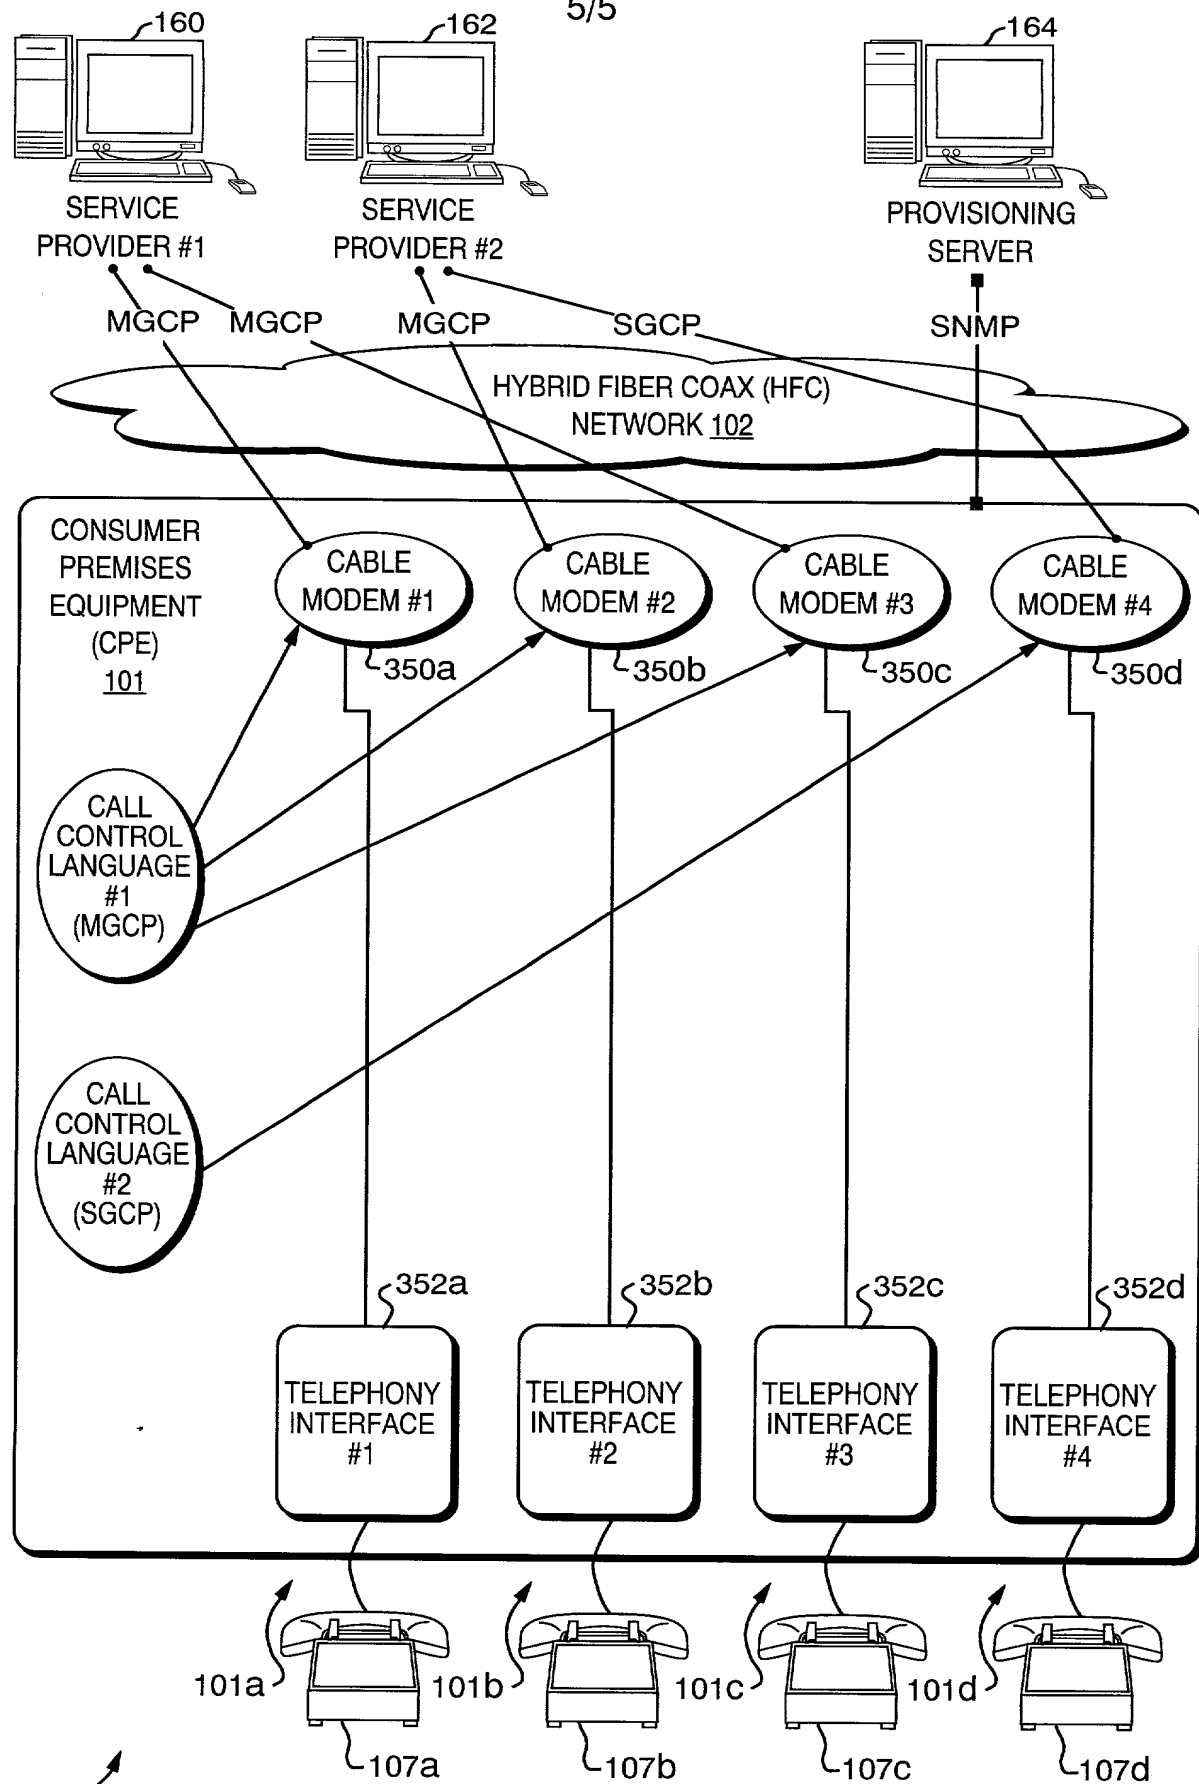 5/5
160
162
164
SERVICE
PROVIDER #1
SERVICE
PROVIDER #2
PROVISIONING
SERVER
MGCP
MGCP
MGCP
SGCP
SNMP
HYBRID FIBER COAX (HFC)
NETWORK 102
CONSUMER
PREMISES
EQUIPMENT
(CPE)
101
CABLE
MODEM #1
CABLE
MODEM #2
CABLE
MODEM #3
CABLE
MODEM #4
350a
350b
350c
350d
CALL
CONTROL
LANGUAGE
#1
(MGCP)
CALL
CONTROL
LANGUAGE
#2
(SGCP)
352a
352b
352c
352d
TELEPHONY
INTERFACE
#1
TELEPHONY
INTERFACE
#2
TELEPHONY
INTERFACE
#3
TELEPHONY
INTERFACE
#4
101a
101b
101c
101d
107a
107b
107c
107d